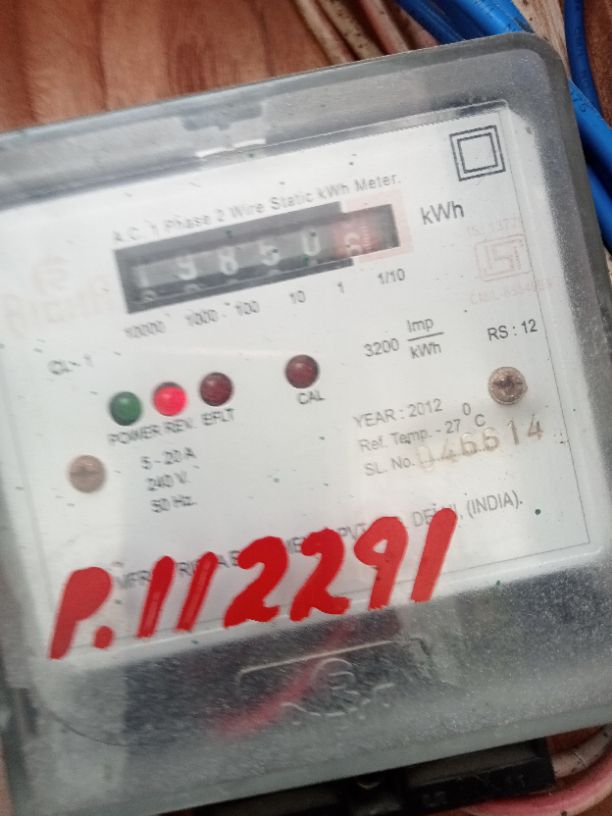 A.C. 1 Phase 2 Wire Static kWh Meter.
19850 kWh
10000 1000 100 10 1 1/10
CL - 1
3200 Imp/kWh
RS : 12
POWER REV. EFLT CAL
5 - 20 A
240 V.
50 Hz.
YEAR : 2012
Ref. Temp. - 27 0 C
SL. No. 046614
(INDIA).
P.112291